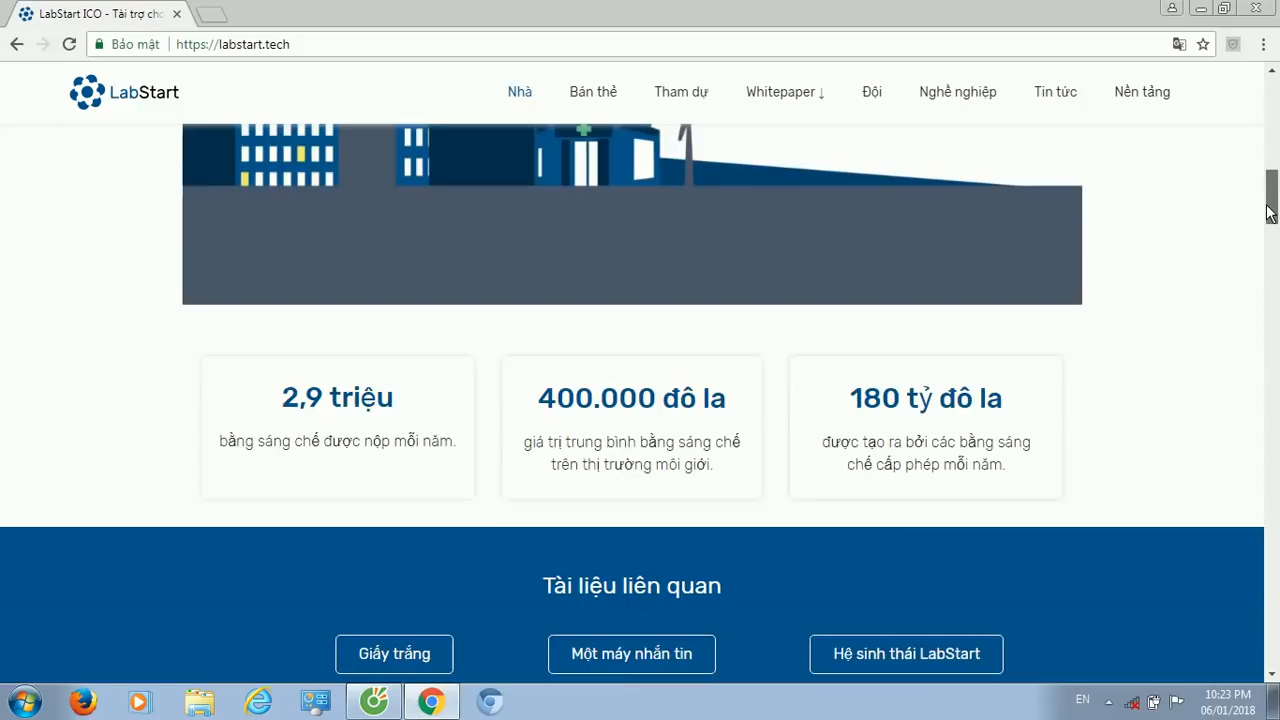 LabStart ICO - Tài trợ cho
Bảo mật
https://labstart.tech
LabStart
Nhà
Bán thẻ
Tham dự
Whitepaper ↓
Đội
Nghề nghiệp
Tin tức
Nền tảng
2,9 triệu
bằng sáng chế được nộp mỗi năm.
400.000 đô la
giá trị trung bình bằng sáng chế
trên thị trường môi giới.
180 tỷ đô la
được tạo ra bởi các bằng sáng
chế cấp phép mỗi năm.
Tài liệu liên quan
Giấy trắng
Một máy nhắn tin
Hệ sinh thái LabStart
EN
10:23 PM
06/01/2018